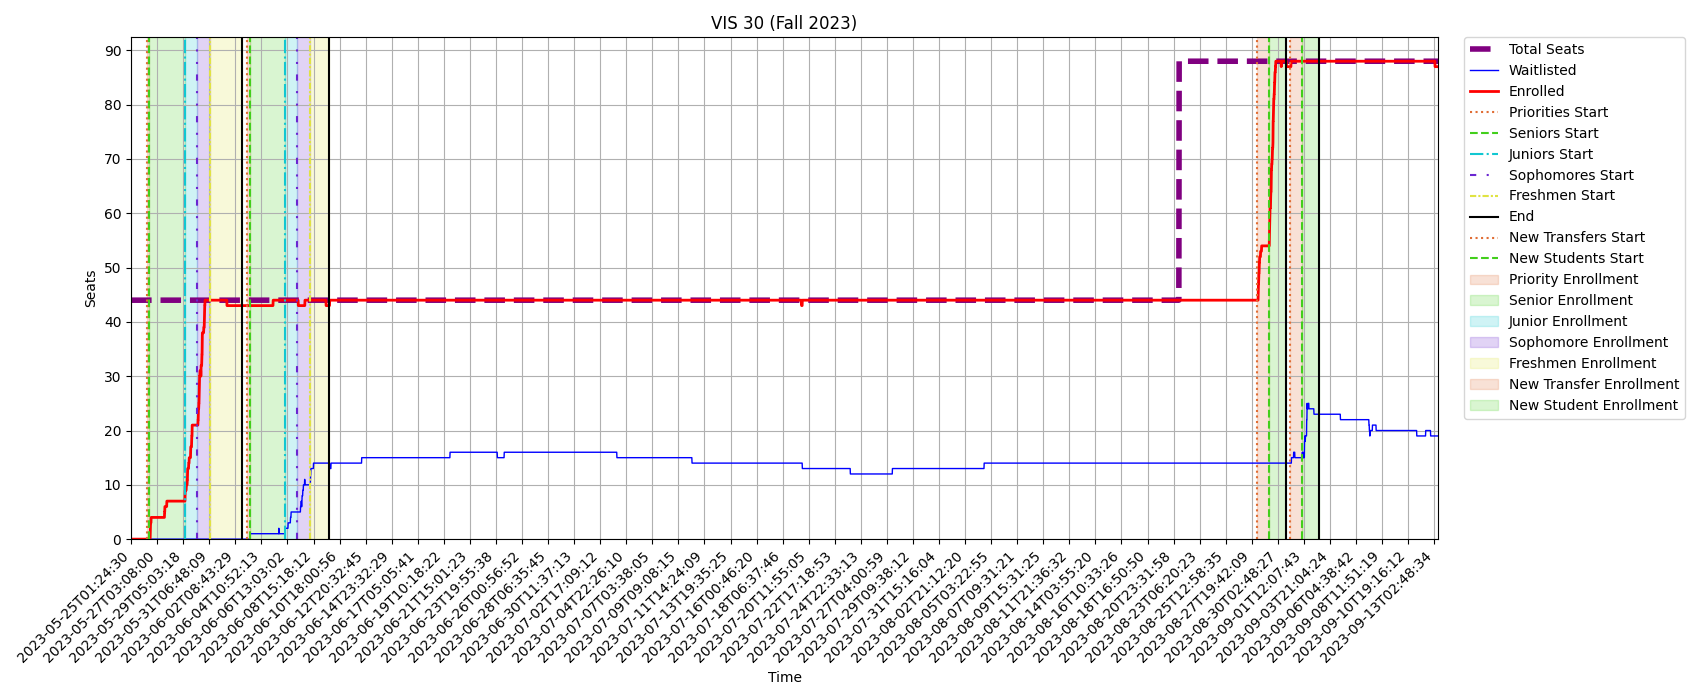 VIS 30 (Fall 2023)
90
80
70
60
50
40
30
20
10
0
Seats
2023-05-25T01:24:30
2023-05-27T03:08:00
2023-05-29T05:03:18
2023-05-31T06:48:09
2023-06-02T08:43:29
2023-06-04T10:52:13
2023-06-06T13:03:02
2023-06-08T15:18:12
2023-06-10T18:00:56
2023-06-12T20:32:45
2023-06-14T23:32:29
2023-06-17T05:05:41
2023-06-19T10:18:22
2023-06-21T15:01:23
2023-06-23T19:55:38
2023-06-26T00:56:52
2023-06-28T06:35:45
2023-06-30T11:37:13
2023-07-02T17:09:12
2023-07-04T22:26:10
2023-07-07T03:38:05
2023-07-09T09:08:15
2023-07-11T14:24:09
2023-07-13T19:35:25
2023-07-16T00:46:20
2023-07-18T06:37:46
2023-07-20T11:55:05
2023-07-22T17:18:53
2023-07-24T22:33:13
2023-07-27T04:00:59
2023-07-29T09:38:12
2023-07-31T15:16:04
2023-08-02T21:12:20
2023-08-05T03:22:55
2023-08-07T09:31:21
2023-08-09T15:31:25
2023-08-11T21:36:32
2023-08-14T03:55:20
2023-08-16T10:33:26
2023-08-18T16:50:50
2023-08-20T23:31:58
2023-08-23T06:20:23
2023-08-25T12:58:35
2023-08-27T19:42:09
2023-08-30T02:48:27
2023-09-01T12:07:43
2023-09-03T21:04:24
2023-09-06T04:38:42
2023-09-08T11:51:19
2023-09-10T19:16:12
2023-09-13T02:48:34
Time
Total Seats
Waitlisted
Enrolled
Priorities Start
Seniors Start
Juniors Start
Sophomores Start
Freshmen Start
End
New Transfers Start
New Students Start
Priority Enrollment
Senior Enrollment
Junior Enrollment
Sophomore Enrollment
Freshmen Enrollment
New Transfer Enrollment
New Student Enrollment